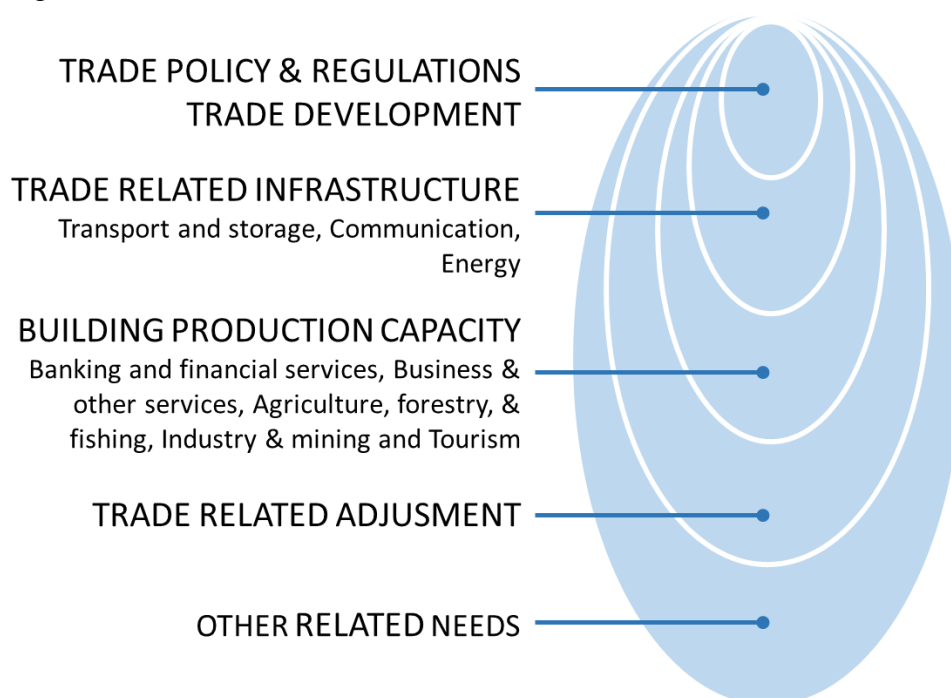 TRADE POLICY & REGULATIONS
TRADE DEVELOPMENT
TRADE RELATED INFRASTRUCTURE
Transport and storage, Communication,
Energy
BUILDING PRODUCTION CAPACITY
Banking and financial services, Business &
other services, Agriculture, forestry, &
fishing, Industry & mining and Tourism
TRADE RELATED ADJUSMENT
OTHER RELATED NEEDS